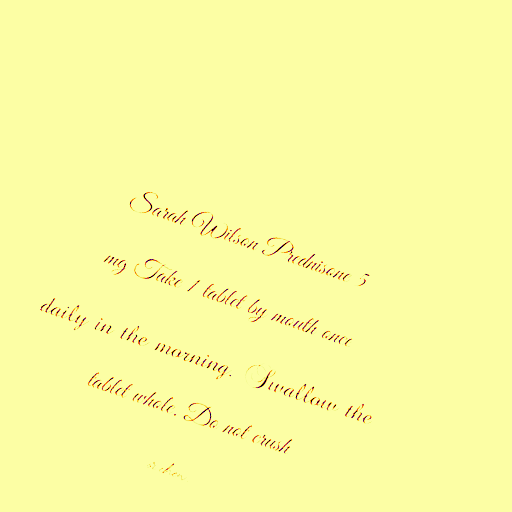 Sarah Wilson Prednisone 5
mg Take 1 tablet by mouth once
daily in the morning. Swallow the
tablet whole. Do not crush